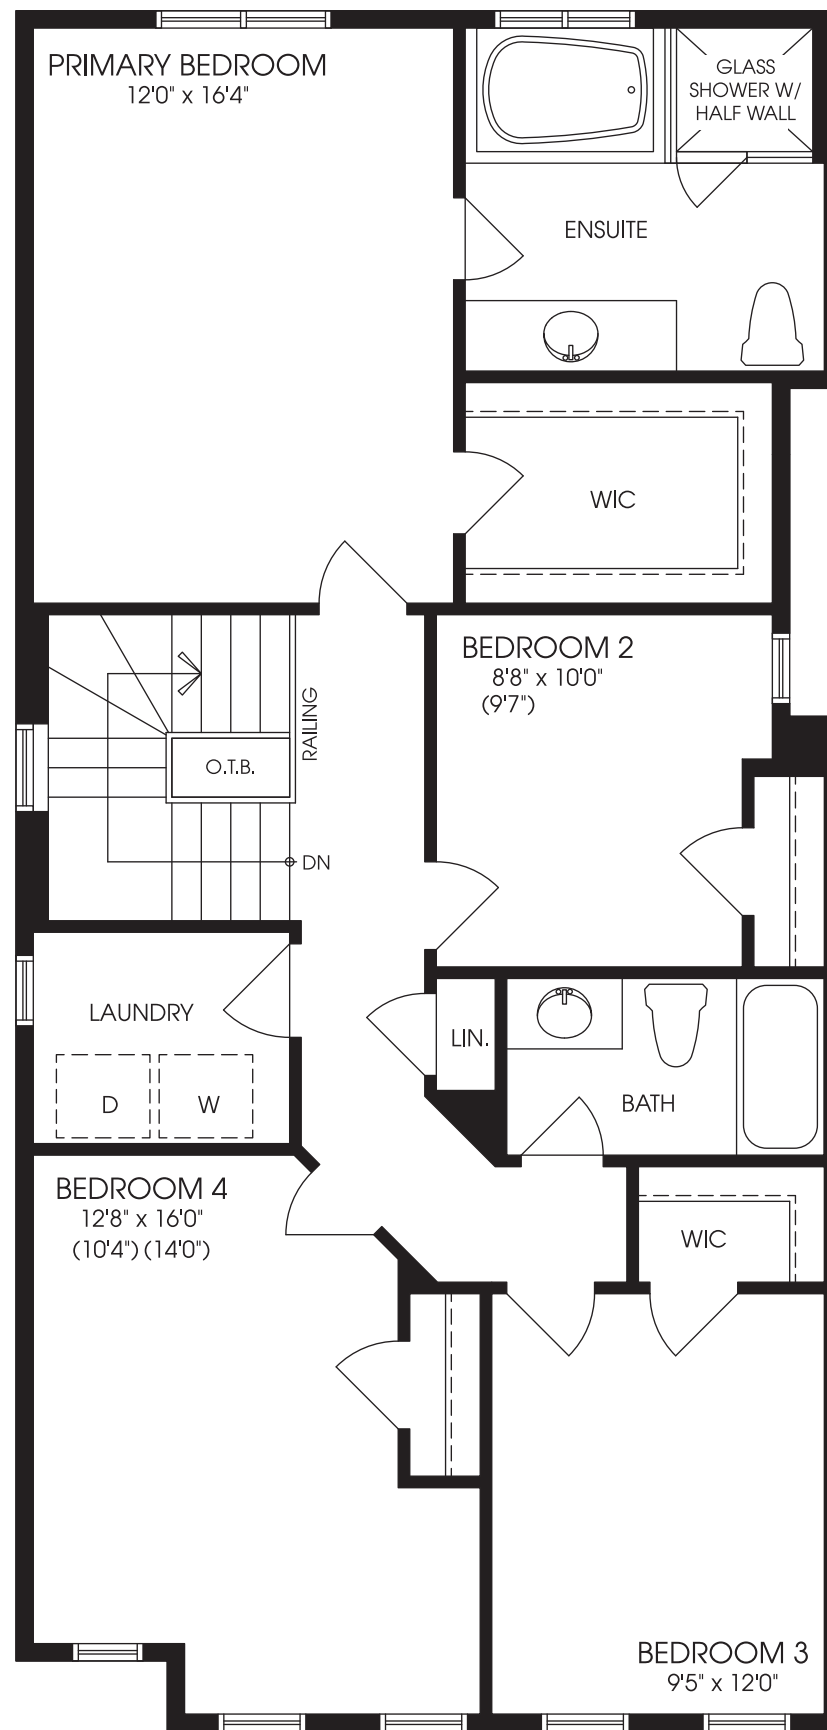 PRIMARY BEDROOM
12'0" x 16'4"
GLASS
SHOWER W/
HALF WALL
ENSUITE
WIC
BEDROOM 2
8'8" x 10'0"
(9'7")
RAILING
O.T.B.
DN
LAUNDRY
D
W
LIN.
BATH
BEDROOM 4
12'8" x 16'0"
(10'4") (14'0")
WIC
BEDROOM 3
9'5" x 12'0"